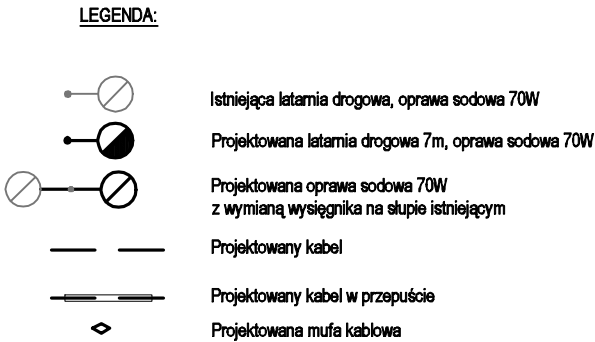 LEGENDA:
Istniejąca latarnia drogowa, oprawa sodowa 70W
Projektowana latarnia drogowa 7m, oprawa sodowa 70W
Projektowana oprawa sodowa 70W
z wymianą wysięgnika na słupie istniejącym
Projektowany kabel
Projektowany kabel w przepuście
Projektowana mufa kablowa